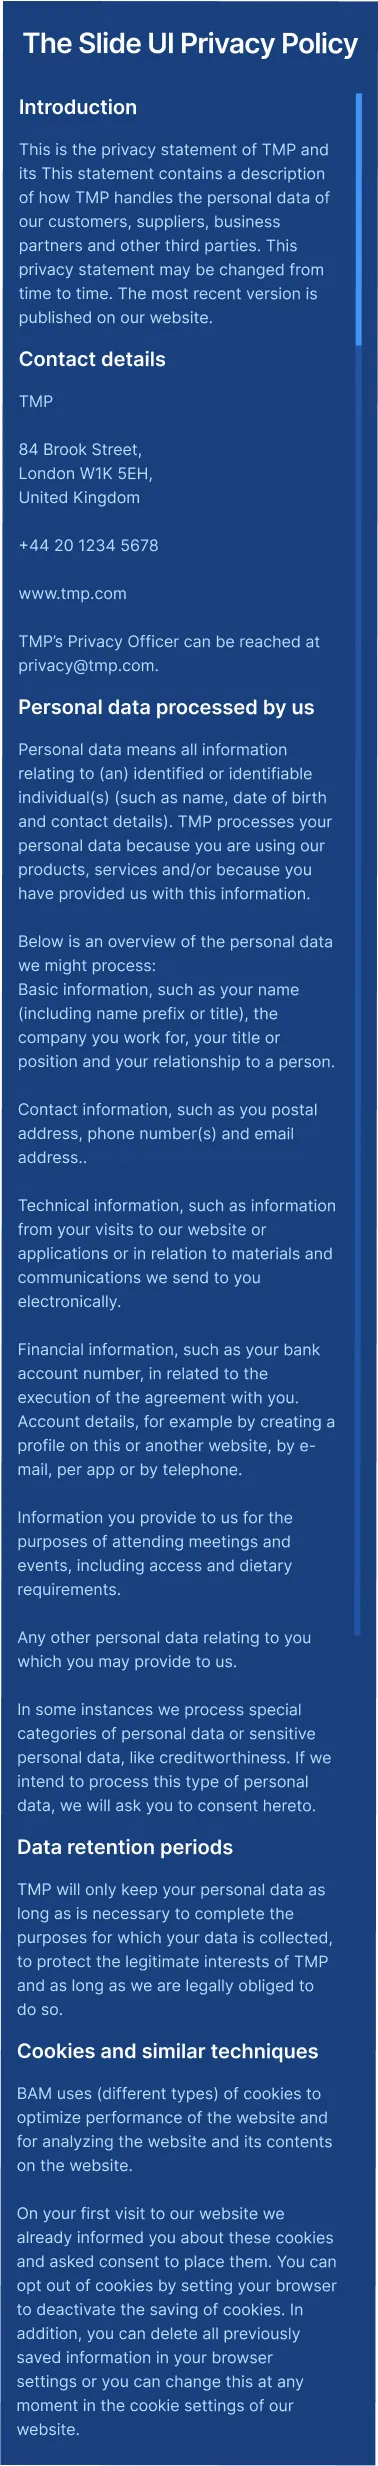 The Slide UI Privacy Policy
Introduction
This is the privacy statement of TMP and
its This statement contains a description
of how TMP handles the personal data of
our customers, suppliers, business
partners and other third parties. This
privacy statement may be changed from
time to time. The most recent version is
published on our website.
Contact details
TMP
84 Brook Street,
London W1K 5EH,
United Kingdom
+44 20 1234 5678
www.tmp.com
TMP’s Privacy Officer can be reached at
privacy@tmp.com.
Personal data processed by us
Personal data means all information
relating to (an) identified or identifiable
individual(s) (such as name, date of birth
and contact details). TMP processes your
personal data because you are using our
products, services and/or because you
have provided us with this information.
Below is an overview of the personal data
we might process:
Basic information, such as your name
(including name prefix or title), the
company you work for, your title or
position and your relationship to a person.
Contact information, such as you postal
address, phone number(s) and email
address..
Technical information, such as information
from your visits to our website or
applications or in relation to materials and
communications we send to you
electronically.
Financial information, such as your bank
account number, in related to the
execution of the agreement with you.
Account details, for example by creating a
profile on this or another website, by e-
mail, per app or by telephone.
Information you provide to us for the
purposes of attending meetings and
events, including access and dietary
requirements.
Any other personal data relating to you
which you may provide to us.
In some instances we process special
categories of personal data or sensitive
personal data, like creditworthiness. If we
intend to process this type of personal
data, we will ask you to consent hereto.
Data retention periods
TMP will only keep your personal data as
long as is necessary to complete the
purposes for which your data is collected,
to protect the legitimate interests of TMP
and as long as we are legally obliged to
do so.
Cookies and similar techniques
BAM uses (different types) of cookies to
optimize performance of the website and
for analyzing the website and its contents
on the website.
On your first visit to our website we
already informed you about these cookies
and asked consent to place them. You can
opt out of cookies by setting your browser
to deactivate the saving of cookies. In
addition, you can delete all previously
saved information in your browser
settings or you can change this at any
moment in the cookie settings of our
website.